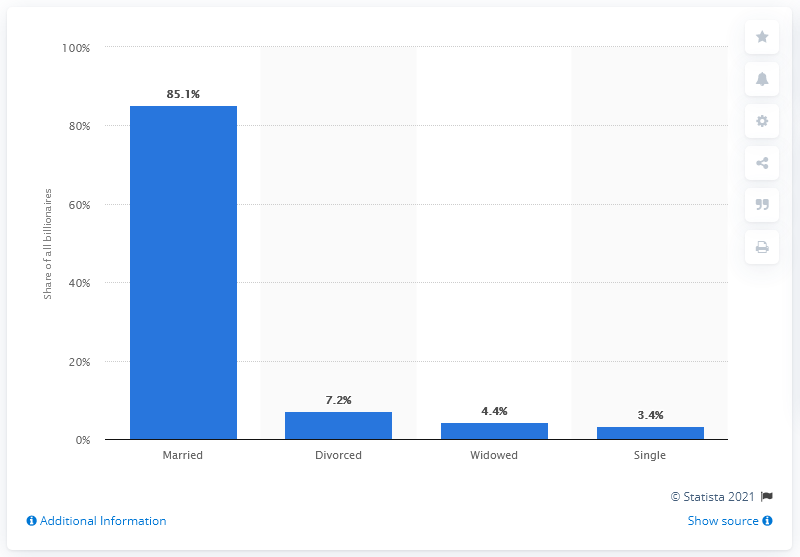 100%
80%
60%
40%
20%
0%
Share of all billionaires
85.1%
7.2%
4.4%
3.4%
Married
Divorced
Widowed
Single
© Statista 2021
Additional Information
Show source